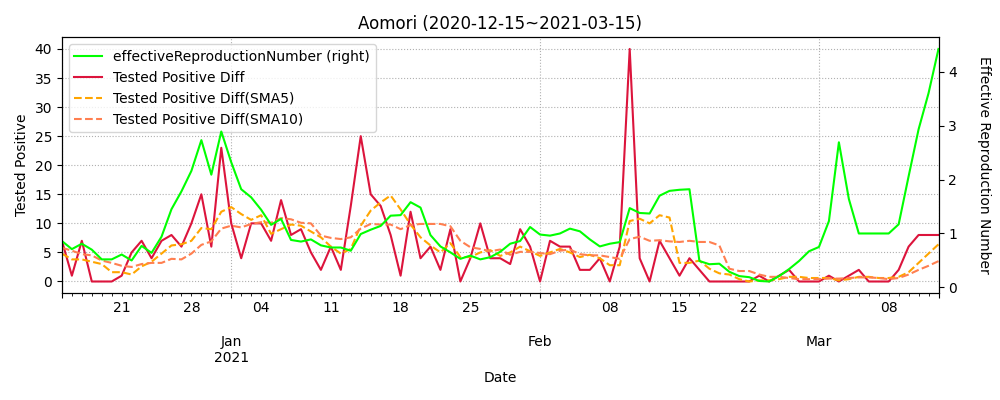 Aomori (2020-12-15~2021-03-15)
effectiveReproductionNumber (right)
Tested Positive Diff
Tested Positive Diff(SMA5)
Tested Positive Diff(SMA10)
Tested Positive
40
35
30
25
20
15
10
5
0
4
3
2
1
0
Effective Reproduction Number
21 28 04 11 18 25 08 15 22 08
Jan Feb Mar
2021
Date